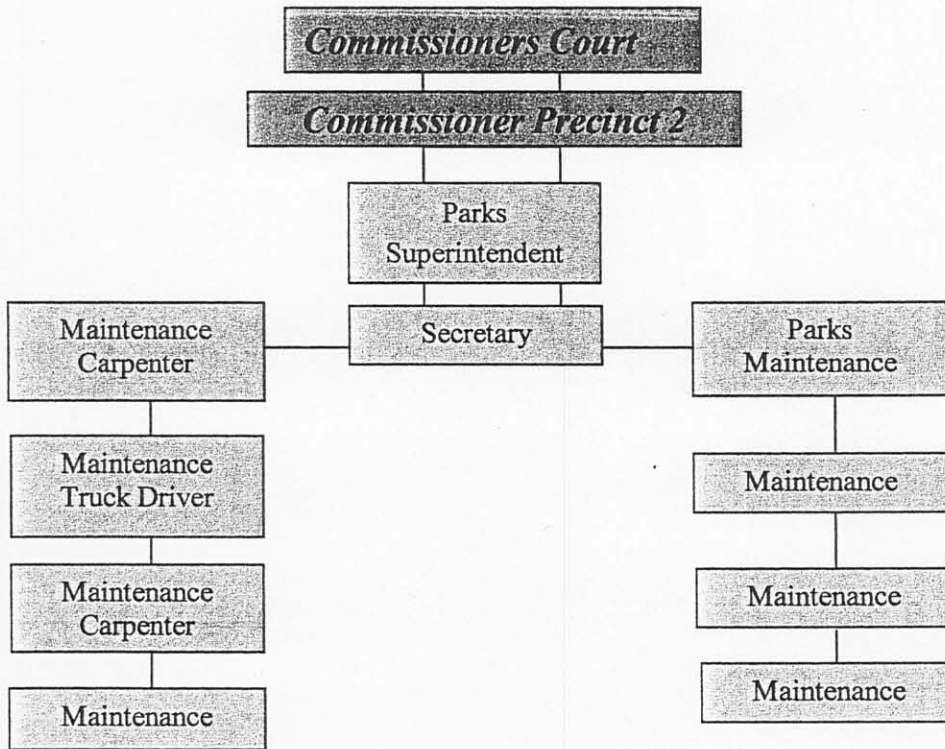 Commissioners Court
Commissioner Precinct 2
Parks
Superintendent
Secretary
Maintenance
Carpenter
Maintenance
Truck Driver
Maintenance
Carpenter
Maintenance
Parks
Maintenance
Maintenance
Maintenance
Maintenance